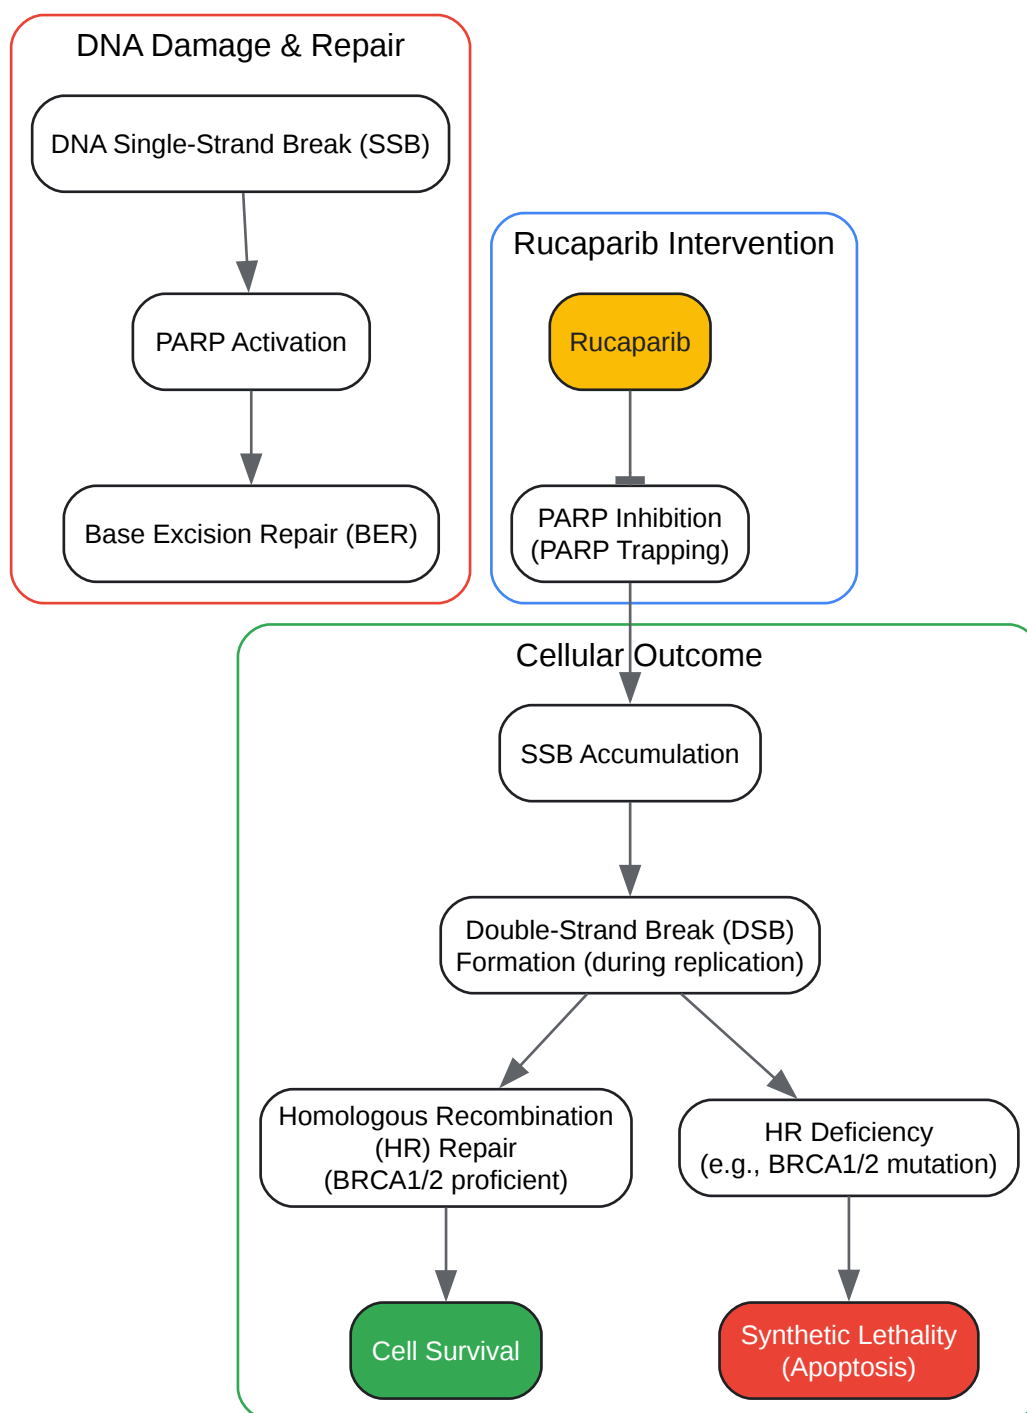 DNA Damage & Repair
DNA Single-Strand Break (SSB)
PARP Activation
Base Excision Repair (BER)
Rucaparib Intervention
Rucaparib
PARP Inhibition
(PARP Trapping)
Cellular Outcome
SSB Accumulation
Double-Strand Break (DSB)
Formation (during replication)
Homologous Recombination
(HR) Repair
(BRCA1/2 proficient)
HR Deficiency
(e.g., BRCA1/2 mutation)
Cell Survival
Synthetic Lethality
(Apoptosis)